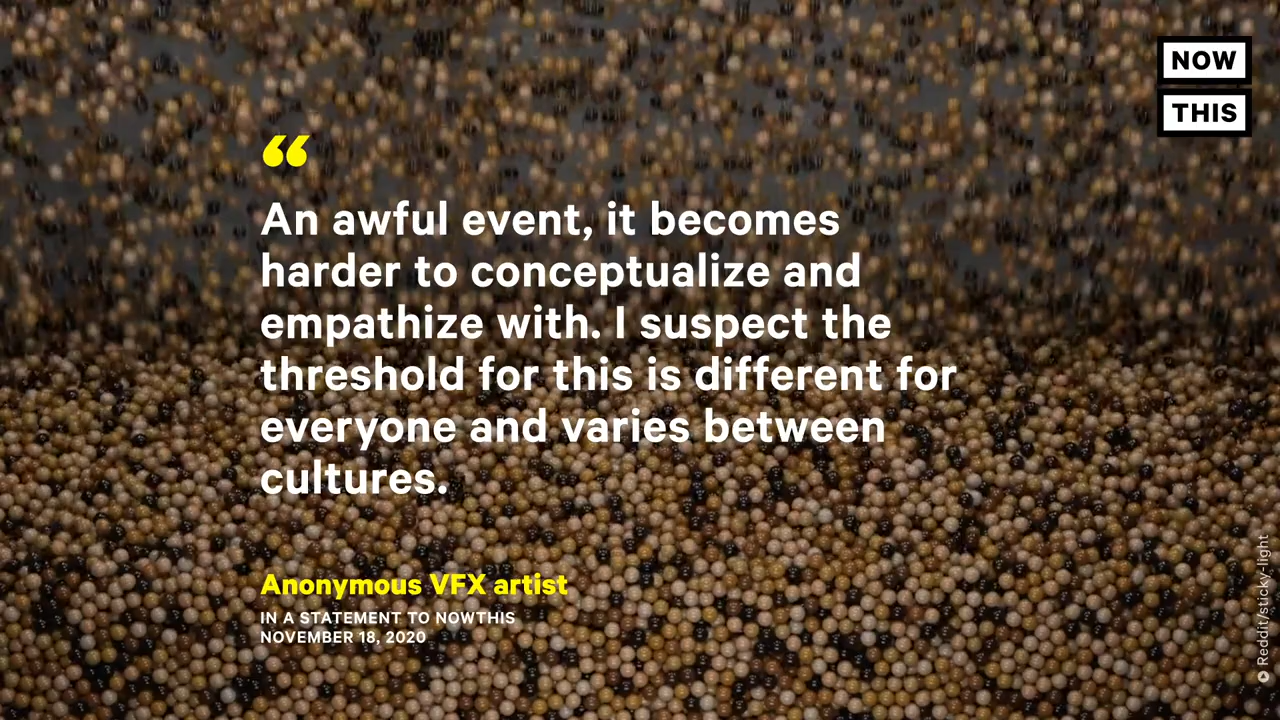 NOW
THIS
“
An awful event, it becomes
harder to conceptualize and
empathize with. I suspect the
threshold for this is different for
everyone and varies between
cultures.
Anonymous VFX artist
IN A STATEMENT TO NOWTHIS
NOVEMBER 18, 2020
Reddit/sticky-light